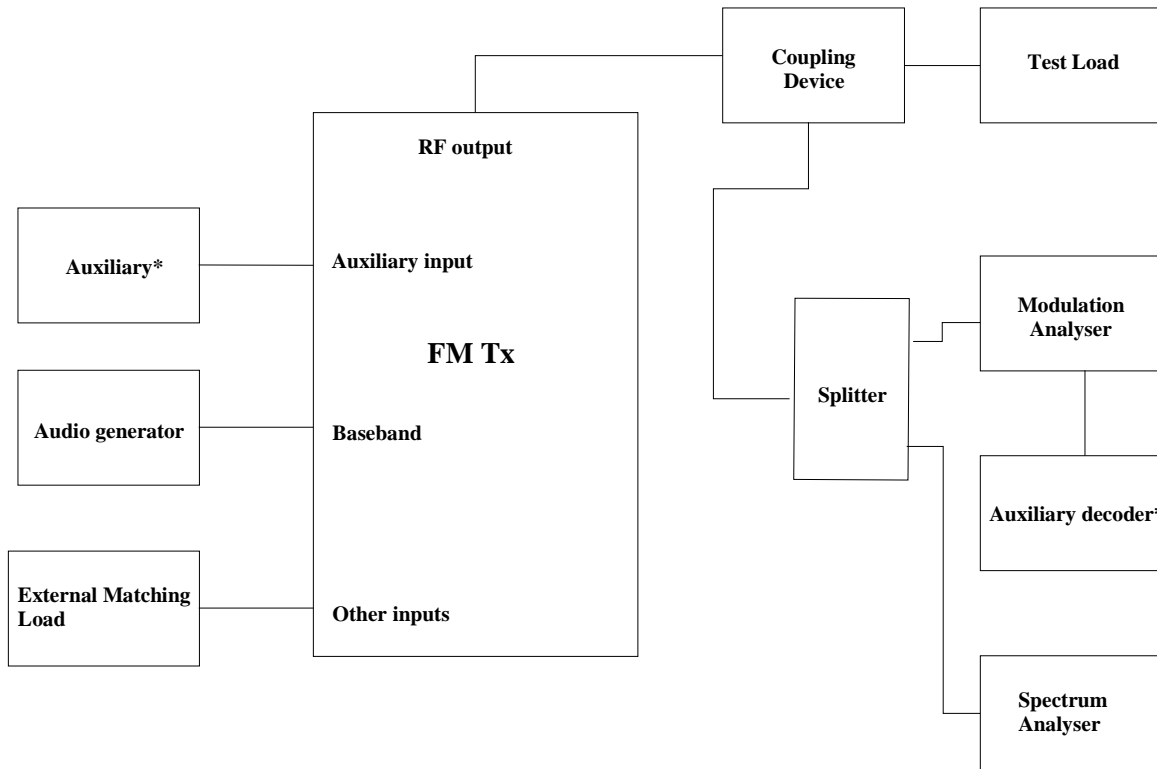 Coupling
Device
Test Load
RF output
Auxiliary*
Auxiliary input
FM Tx
Modulation
Analyser
Splitter
Audio generator
Baseband
Auxiliary decoder*
External Matching
Load
Other inputs
Spectrum
Analyser